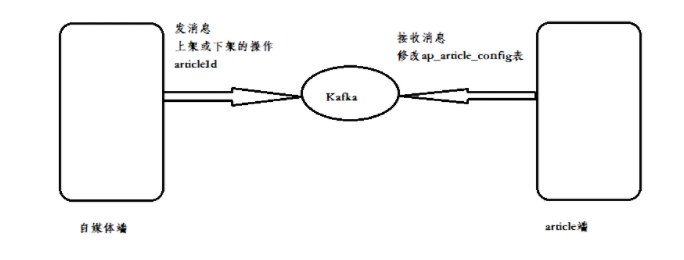 发消息
上架或下架的操作
articleId
接收消息
修改ap_article_config表
Kafka
自媒体端
article端